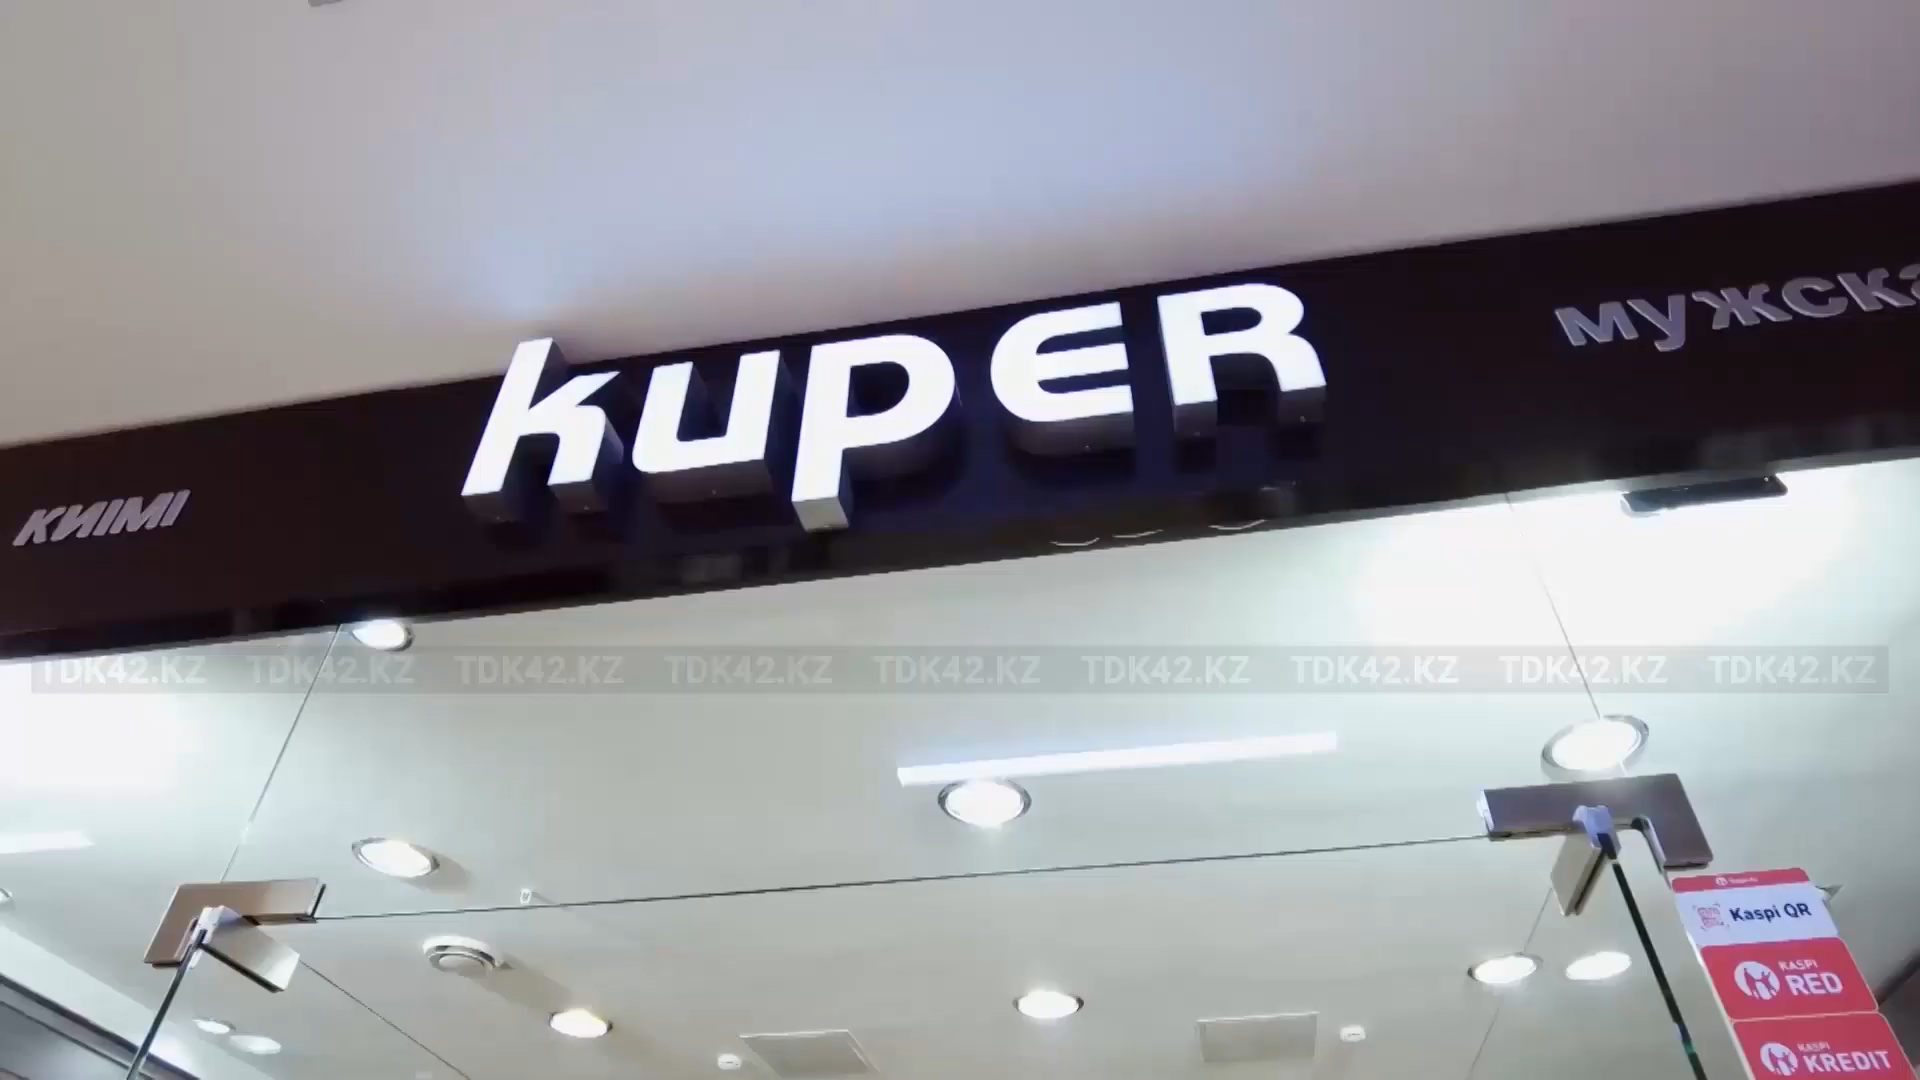 киімі
kuper
мужска
TDK42.KZ TDK42.KZ TDK42.KZ TDK42.KZ TDK42.KZ TDK42.KZ TDK42.KZ TDK42.KZ TDK42.KZ
Kaspi QR
KASPI
RED
KASPI
KREDIT